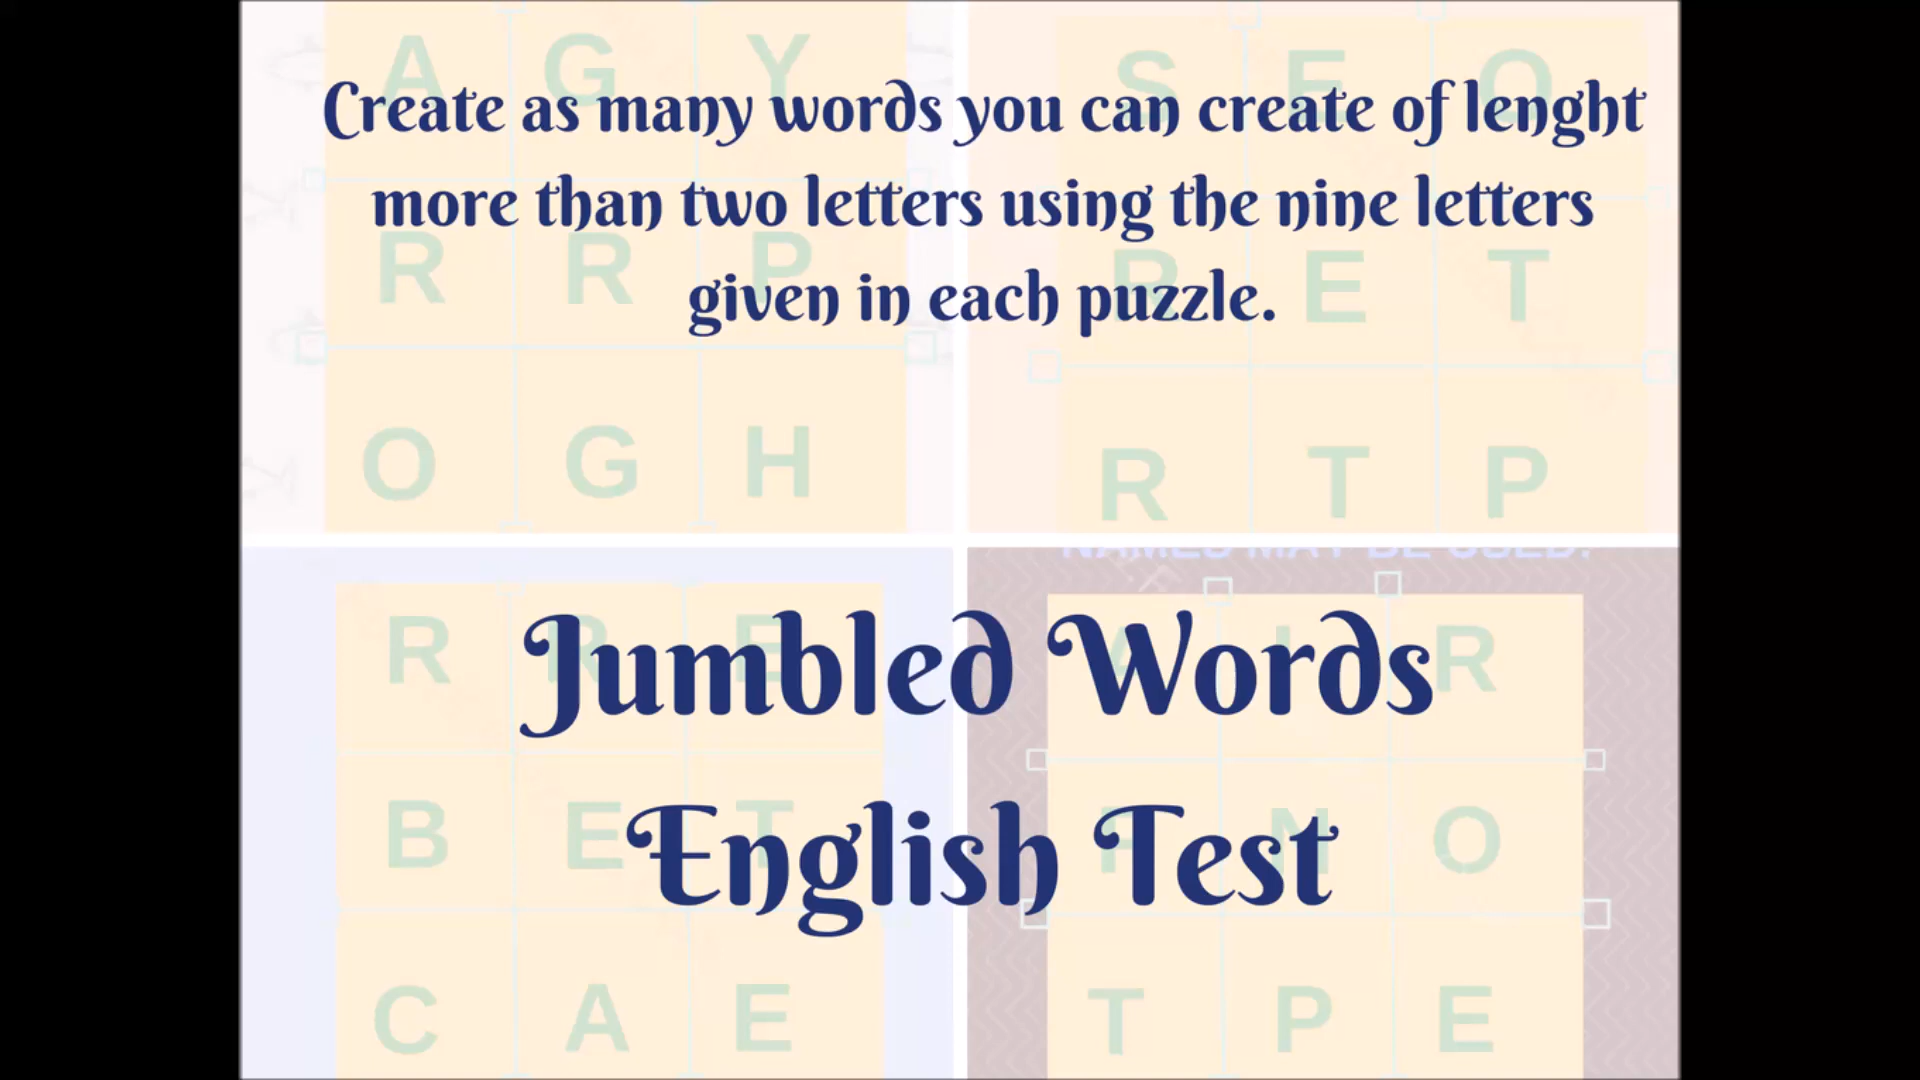 Create as many words you can create of lenght
more than two letters using the nine letters
given in each puzzle.
A G Y
R R P
O G H
S E O
R E T
R T P
Jumbled Words
English Test
R R E
B E T
C A E
R
O
T P E